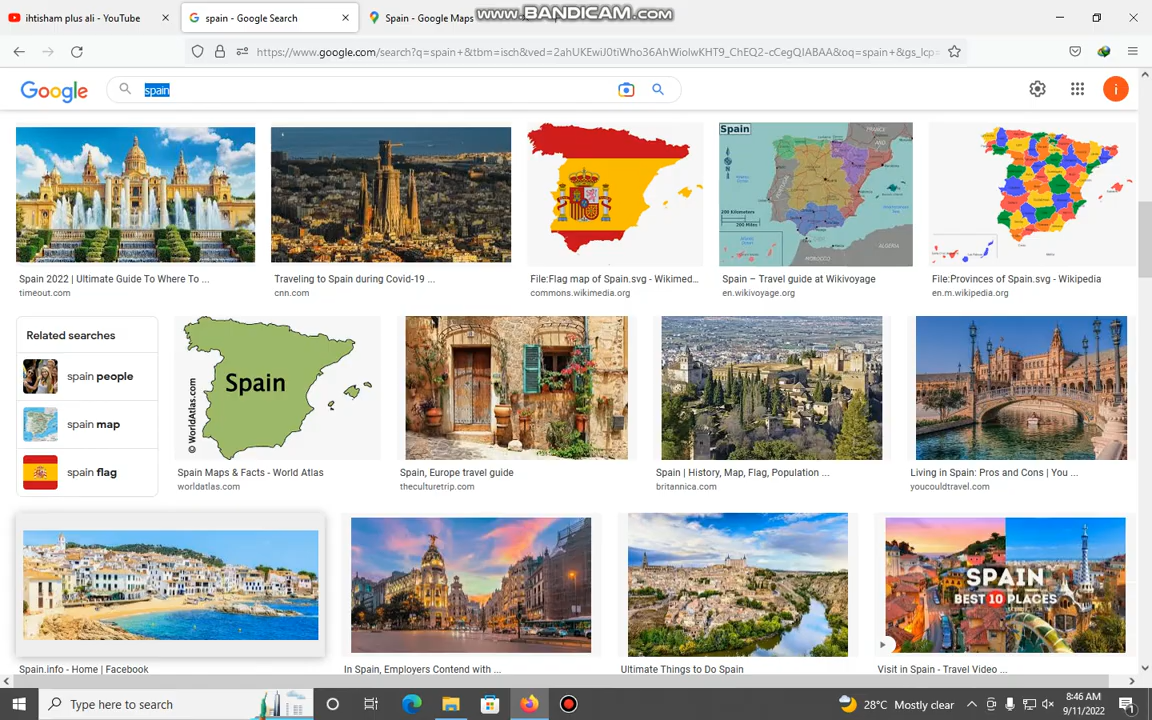 ihtisham plus ali - YouTube
spain - Google Search
Spain - Google Maps
www.BANDICAM.com
https://www.google.com/search?q=spain+&tbm=isch&ved=2ahUKEwiJ0tiWho36AhWiolwKHT9_ChEQ2-cCegQIABAA&oq=spain+&gs_lcp=
Google
spain
i
Spain 2022 | Ultimate Guide To Where To ...
timeout.com
Traveling to Spain during Covid-19 ...
cnn.com
File:Flag map of Spain.svg - Wikimed...
commons.wikimedia.org
Spain
FRANCE
ALGERIA
MOROCCO
Spain – Travel guide at Wikivoyage
en.wikivoyage.org
File:Provinces of Spain.svg - Wikipedia
en.m.wikipedia.org
Related searches
spain people
spain map
spain flag
Spain
© WorldAtlas.com
Spain Maps & Facts - World Atlas
worldatlas.com
Spain, Europe travel guide
theculturetrip.com
Spain | History, Map, Flag, Population ...
britannica.com
Living in Spain: Pros and Cons | You ...
youcouldtravel.com
Spain.info - Home | Facebook
In Spain, Employers Contend with ...
Ultimate Things to Do Spain
SPAIN
BEST 10 PLACES
Visit in Spain - Travel Video ...
Type here to search
28°C Mostly clear
8:46 AM
9/11/2022
1